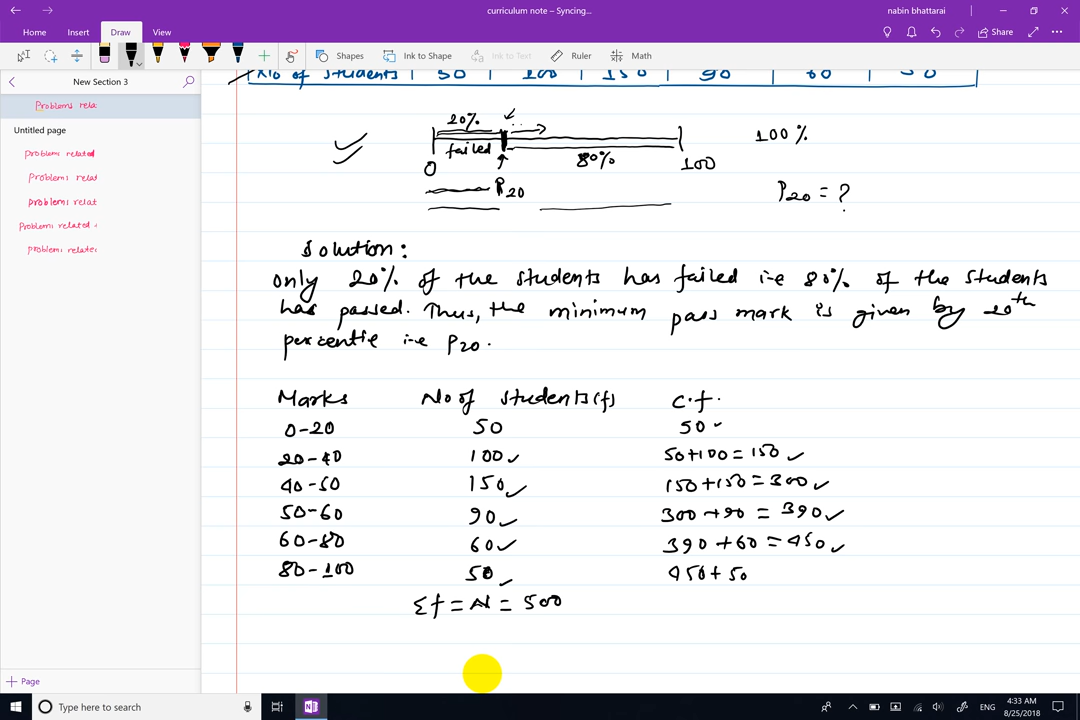 curriculum note – Syncing...
nabin bhattarai
Home Insert Draw View
Share
Shapes Ink to Shape Ink to Text Ruler Math
New Section 3
Problems rela
Untitled page
Problems related
Problems relat
Problems relat
Problems related
Problems relate
Page
No of students 50 100 150 90 60 50
20%
failed
80%
100%
0
100
P20
P20 = ?
Solution:
Only 20% of the students has failed i.e 80% of the students
has passed. Thus, the minimum pass mark is given by 20th
percentile i.e P20.
Marks No of students(f) C.f.
0-20 50 50
20-40 100 50+100=150
40-50 150 150+150=300
50-60 90 300+90=390
60-80 60 390+60=450
80-100 50 450+50
Σf = N = 500
Type here to search
ENG
4:33 AM
8/25/2018